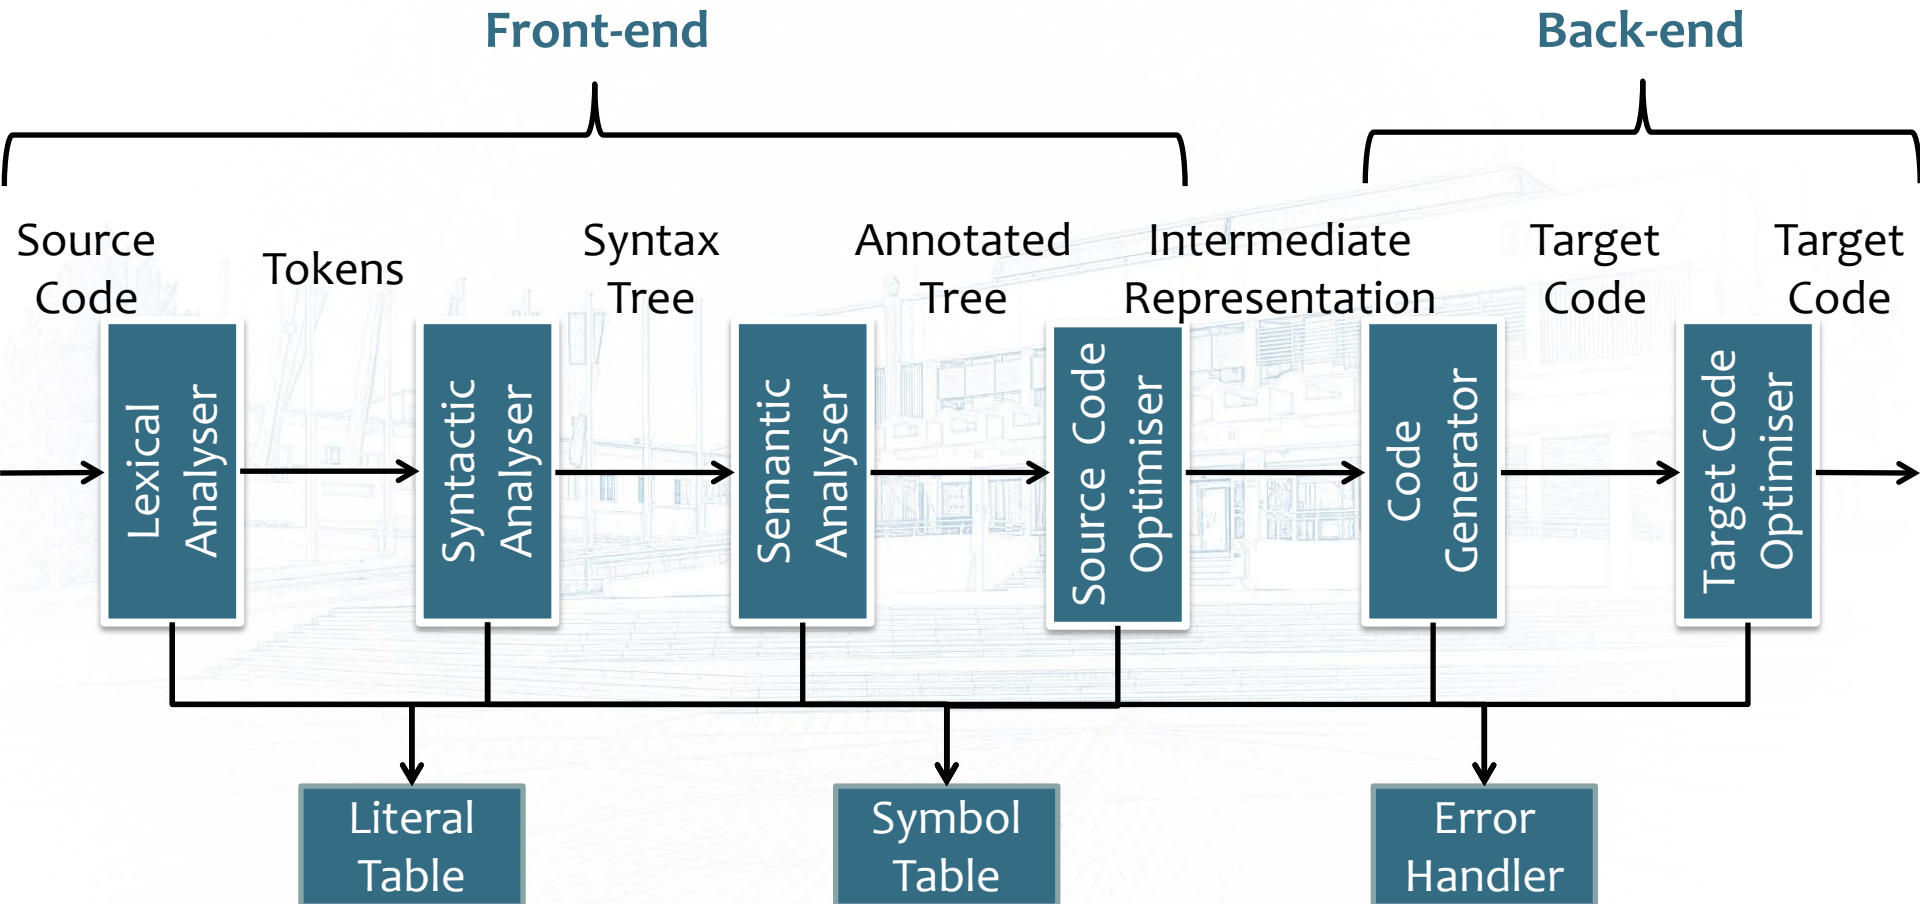 Front-end
Back-end
Source
Code
Tokens
Syntax
Tree
Annotated
Tree
Intermediate
Representation
Target
Code
Target
Code
Lexical
Analyser
Syntactic
Analyser
Semantic
Analyser
Source Code
Optimiser
Code
Generator
Target Code
Optimiser
Literal
Table
Symbol
Table
Error
Handler